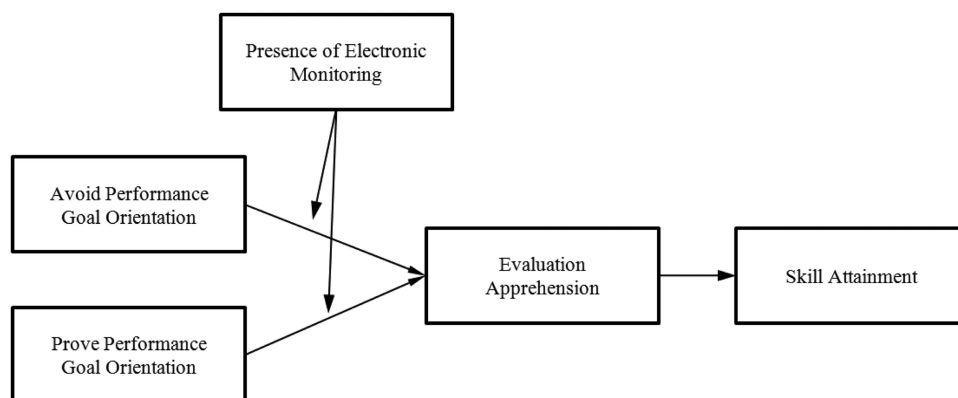 Presence of Electronic
Monitoring
Avoid Performance
Goal Orientation
Evaluation
Apprehension
Skill Attainment
Prove Performance
Goal Orientation